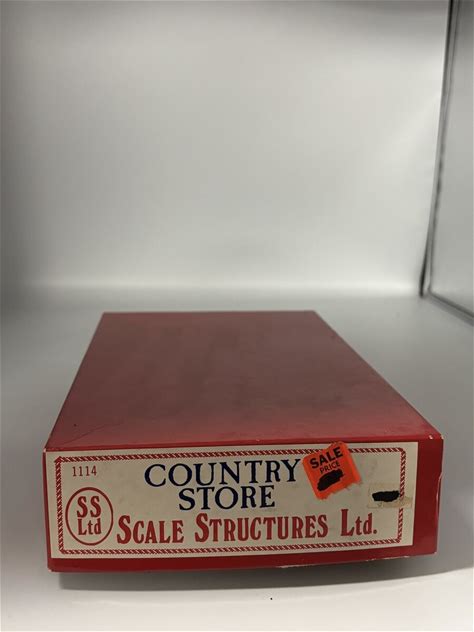 1114
COUNTRY
STORE
SS
Ltd
SCALE STRUCTURES LTD.
SALE
PRICE